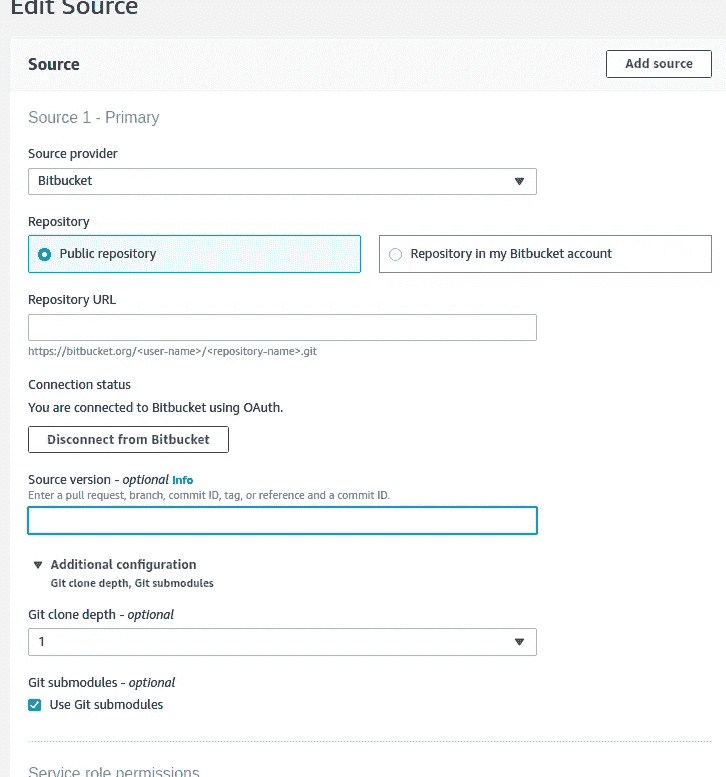 Edit Source
Source
Add source
Source 1 - Primary
Source provider
Bitbucket
Repository
Public repository
Repository in my Bitbucket account
Repository URL
https://bitbucket.org/<user-name>/<repository-name>.git
Connection status
You are connected to Bitbucket using OAuth.
Disconnect from Bitbucket
Source version - optional Info
Enter a pull request, branch, commit ID, tag, or reference and a commit ID.
Additional configuration
Git clone depth, Git submodules
Git clone depth - optional
1
Git submodules - optional
Use Git submodules
Service role permissions